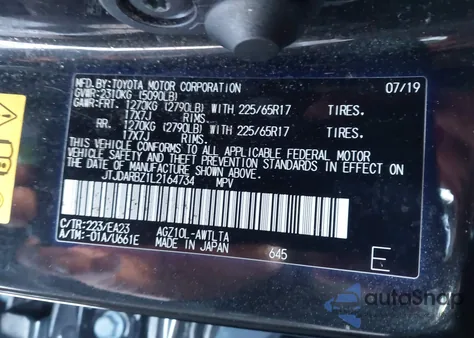 MFD.BY:TOYOTA MOTOR CORPORATION 07/19
GVWR-2310KG (5090LB)
GAWR:FRT. 1270KG (2790LB) WITH 225/65R17 TIRES.
17X7J RIMS.
RR. 1270KG (2790LB) WITH 225/65R17 TIRES.
17X7J RIMS.
THIS VEHICLE CONFORMS TO ALL APPLICABLE FEDERAL MOTOR
VEHICLE SAFETY AND THEFT PREVENTION STANDARDS IN EFFECT
ON THE DATE OF MANUFACTURE SHOWN ABOVE.
JTJDARBZ1L2164734 MPV
C/TR:223/EA23 AGZ10L-AWTLTA
A/TM:-01A/U661E MADE IN JAPAN 645
E
autoSnap